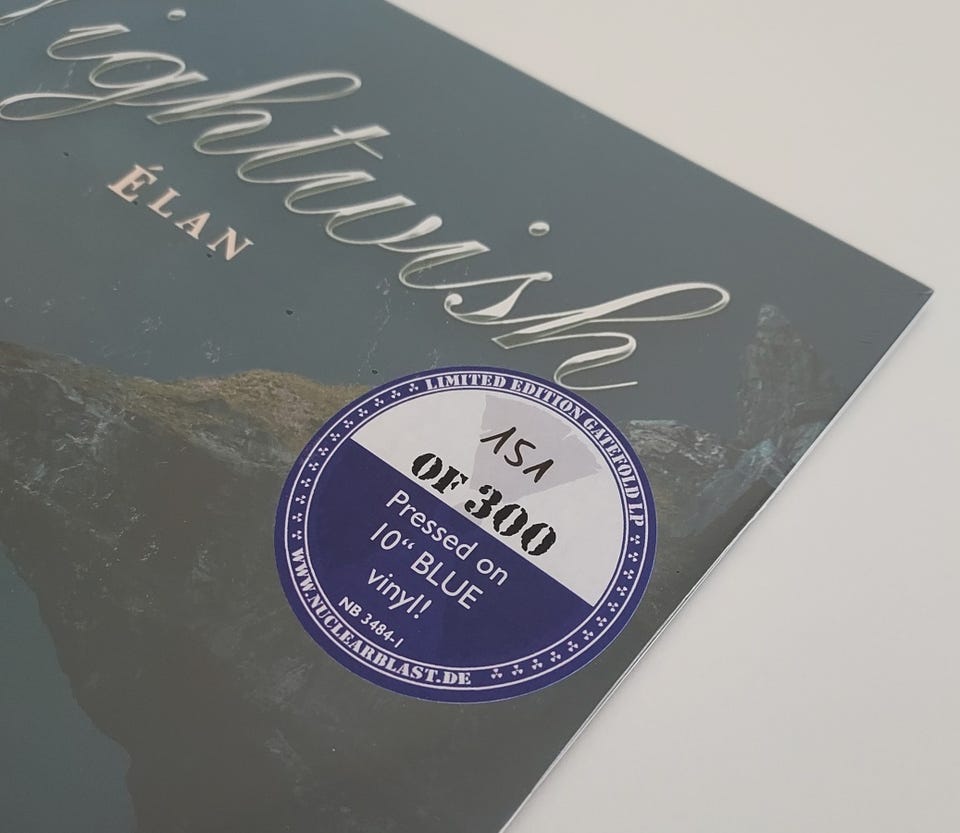 ightwish
ÉLAN
LIMITED EDITION GATEFOLD LP
151
OF 300
Pressed on
10“ BLUE
vinyl!
NB 3484-1
WWW.NUCLEARBLAST.DE